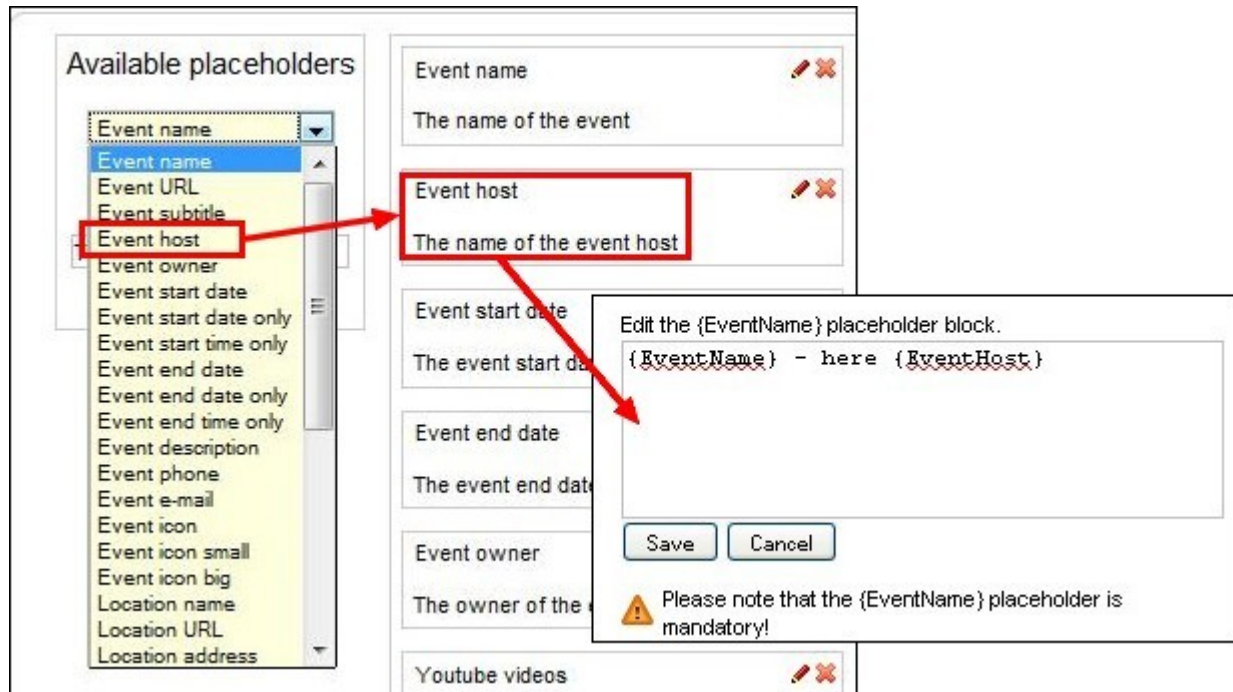 Available placeholders
Event name
Event name
Event URL
Event subtitle
Event host
Event owner
Event start date
Event start date only
Event start time only
Event end date
Event end date only
Event end time only
Event description
Event phone
Event e-mail
Event icon
Event icon small
Event icon big
Location name
Location URL
Location address
Event name
The name of the event
Event host
The name of the event host
Event start date
The event start da
Event end date
The event end date
Event owner
The owner of the
Youtube videos
Edit the {EventName} placeholder block.
{EventName} - here {EventHost}
Save
Cancel
Please note that the {EventName} placeholder is
mandatory!